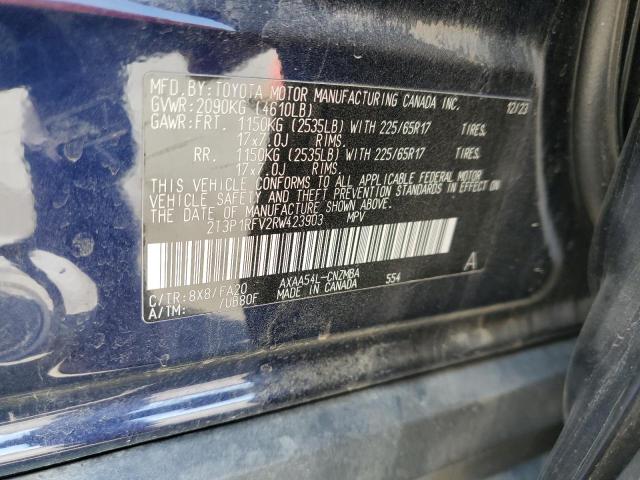 MFD. BY: TOYOTA MOTOR MANUFACTURING CANADA INC.
GVWR: 2090KG (4610LB) 12/23
GAWR: FRT. 1150KG (2535LB) WITH 225/65R17 TIRES,
17x7.0J RIMS.
RR. 1150KG (2535LB) WITH 225/65R17 TIRES,
17x7.0J RIMS.
THIS VEHICLE CONFORMS TO ALL APPLICABLE FEDERAL MOTOR
VEHICLE SAFETY AND THEFT PREVENTION STANDARDS IN EFFECT ON
THE DATE OF MANUFACTURE SHOWN ABOVE.
2T3P1RFV2RW423903 MPV
C/TR: 8X8/FA20 AXAA54L-CNZMBA 554 A
A/TM: /UB80F MADE IN CANADA